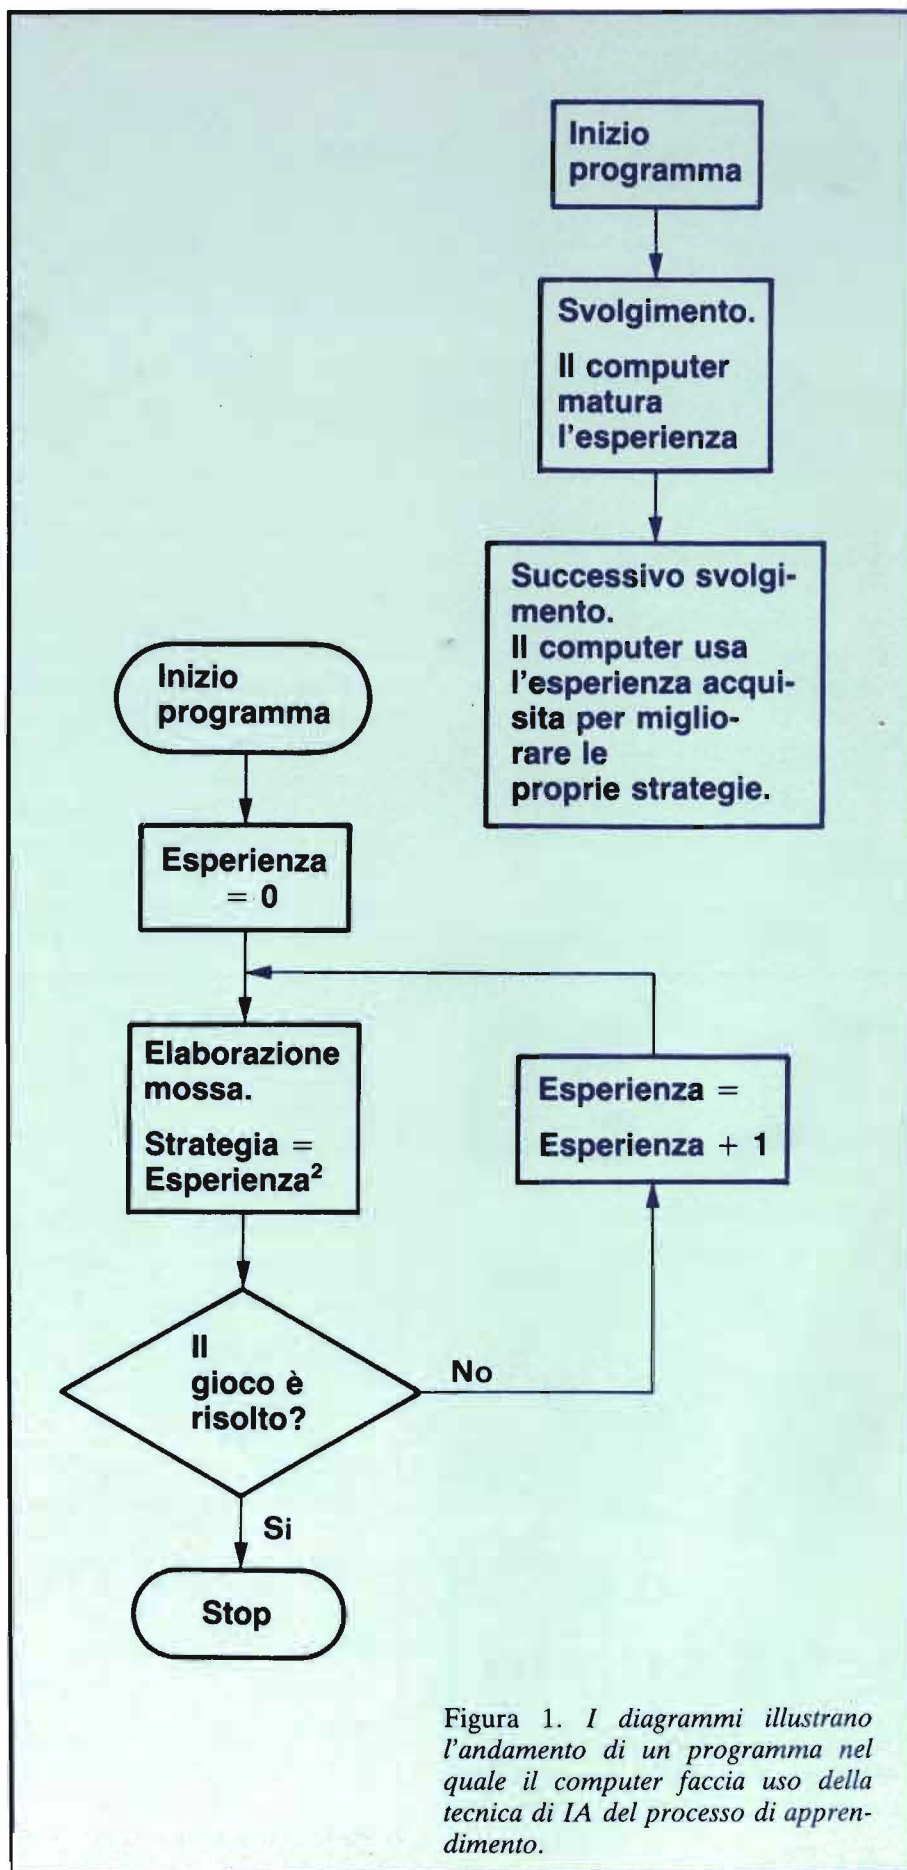 Inizio
programma
Svolgimento.
Il computer
matura
l'esperienza
Successivo svolgi-
mento.
Il computer usa
l'esperienza acqui-
sita per miglio-
rare le
proprie strategie.
Inizio
programma
Esperienza
= 0
Elaborazione
mossa.
Strategia =
Esperienza²
Esperienza =
Esperienza + 1
Il
gioco è
risolto?
No
Si
Stop
Figura 1. I diagrammi illustrano
l'andamento di un programma nel
quale il computer faccia uso della
tecnica di IA del processo di appren-
dimento.